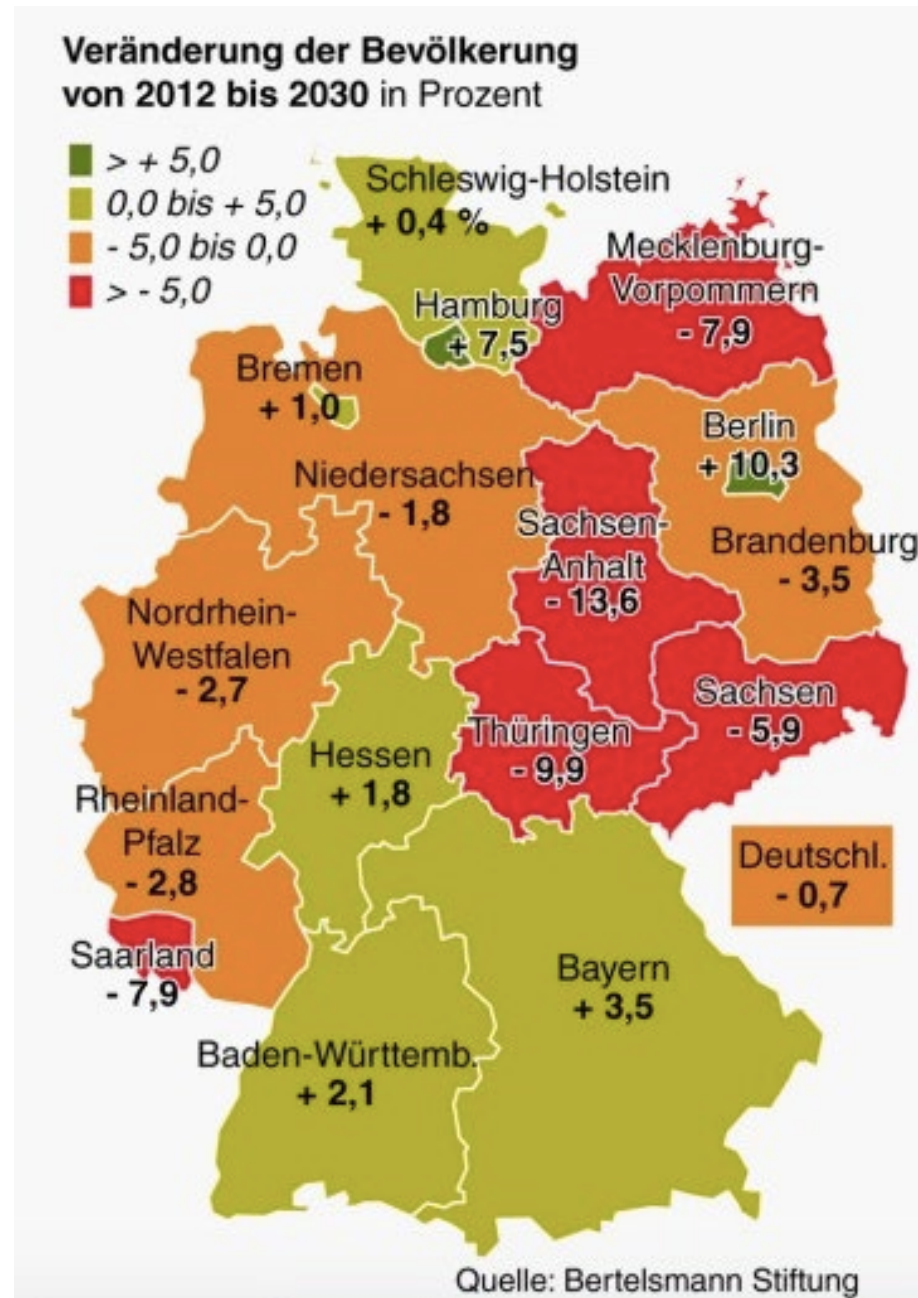 Veränderung der Bevölkerung
von 2012 bis 2030 in Prozent
> + 5,0
0,0 bis + 5,0
- 5,0 bis 0,0
> - 5,0
Schleswig-Holstein
+ 0,4 %
Mecklenburg-
Vorpommern
- 7,9
Hamburg
+ 7,5
Bremen
+ 1,0
Berlin
+ 10,3
Niedersachsen
- 1,8
Sachsen-
Anhalt
- 13,6
Brandenburg
- 3,5
Nordrhein-
Westfalen
- 2,7
Sachsen
- 5,9
Thüringen
- 9,9
Hessen
+ 1,8
Rheinland-
Pfalz
- 2,8
Deutschl.
- 0,7
Saarland
- 7,9
Bayern
+ 3,5
Baden-Württemb.
+ 2,1
Quelle: Bertelsmann Stiftung